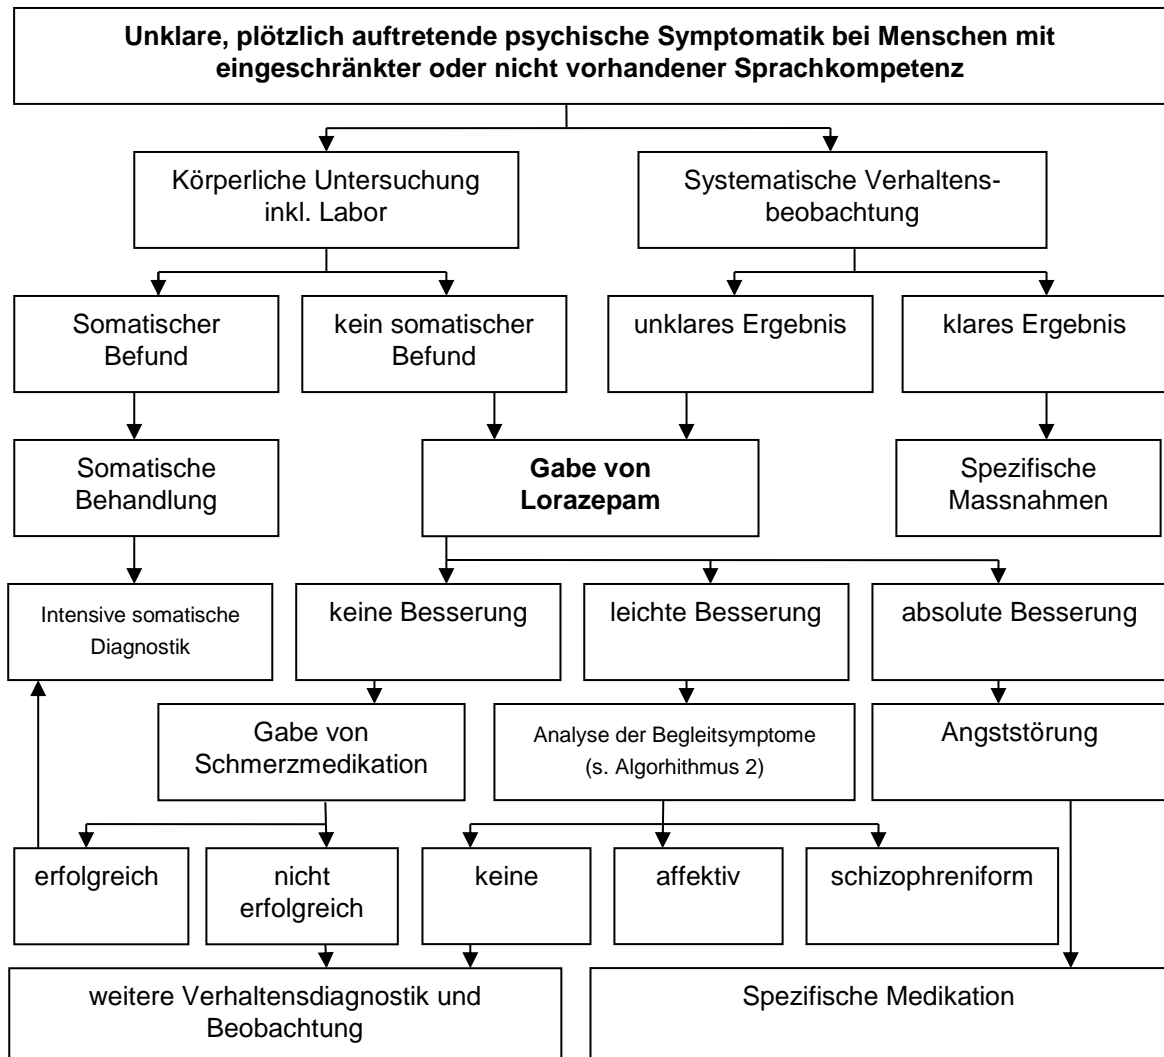 Unklare, plötzlich auftretende psychische Symptomatik bei Menschen mit
eingeschränkter oder nicht vorhandener Sprachkompetenz
Körperliche Untersuchung
inkl. Labor
Systematische Verhaltens-
beobachtung
Somatischer
Befund
kein somatischer
Befund
unklares Ergebnis
klares Ergebnis
Somatische
Behandlung
Gabe von
Lorazepam
Spezifische
Massnahmen
Intensive somatische
Diagnostik
keine Besserung
leichte Besserung
absolute Besserung
Gabe von
Schmerzmedikation
Analyse der Begleitsymptome
(s. Algorhithmus 2)
Angststörung
erfolgreich
nicht
erfolgreich
keine
affektiv
schizophreniform
weitere Verhaltensdiagnostik und
Beobachtung
Spezifische Medikation